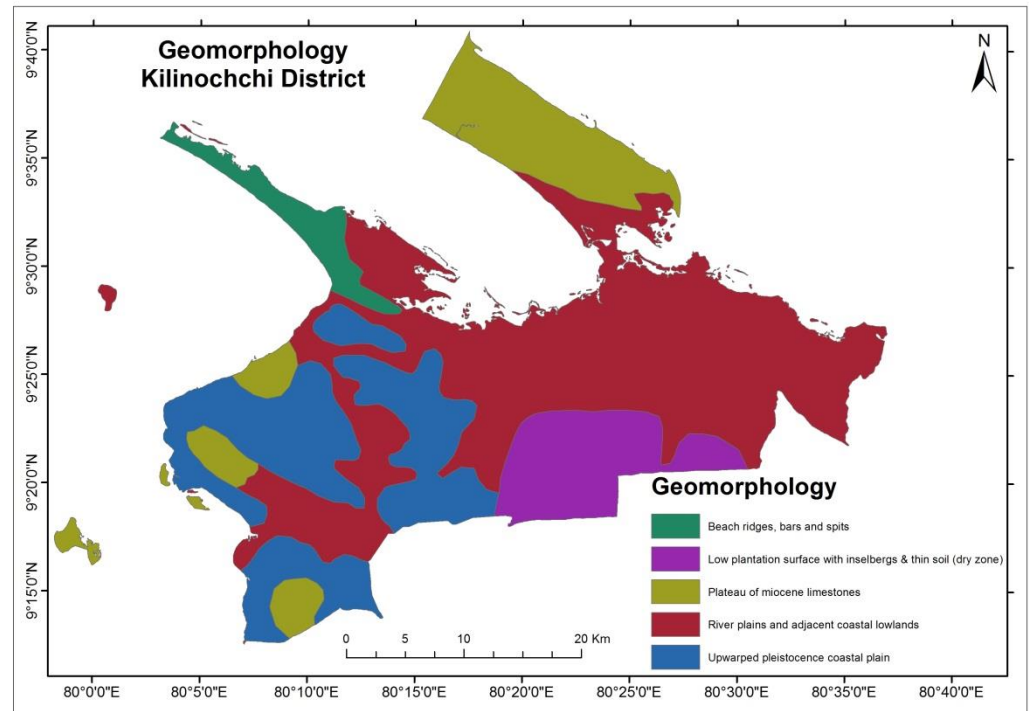 Geomorphology
Kilinochchi District
N
9°40'0"N
9°35'0"N
9°30'0"N
9°25'0"N
9°20'0"N
9°15'0"N
Geomorphology
Beach ridges, bars and spits
Low plantation surface with inselbergs & thin soil (dry zone)
Plateau of miocene limestones
River plains and adjacent coastal lowlands
Upwarped pleistocence coastal plain
0 5 10 20 Km
80°0'0"E 80°5'0"E 80°10'0"E 80°15'0"E 80°20'0"E 80°25'0"E 80°30'0"E 80°35'0"E 80°40'0"E